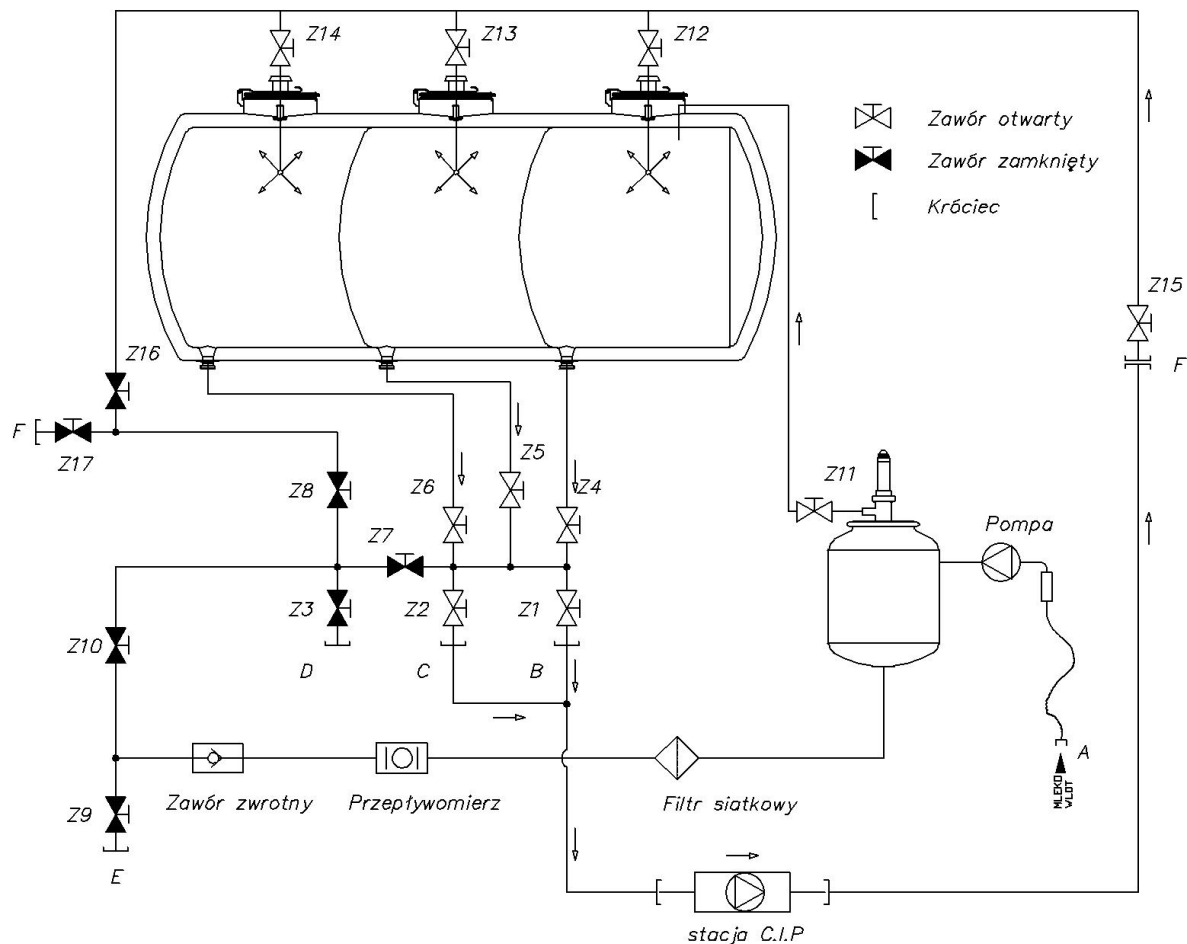 Z14
Z13
Z12
Zawór otwarty
Zawór zamknięty
Króciec
Z15
F
Z16
F
Z17
Z5
Z8
Z6
Z4
Z11
Z7
Pompa
Z3
Z2
Z1
Z10
D
C
B
A
MLEKO
WLOT
Zawór zwrotny
Przepływomierz
Filtr siatkowy
Z9
E
stacja C.I.P